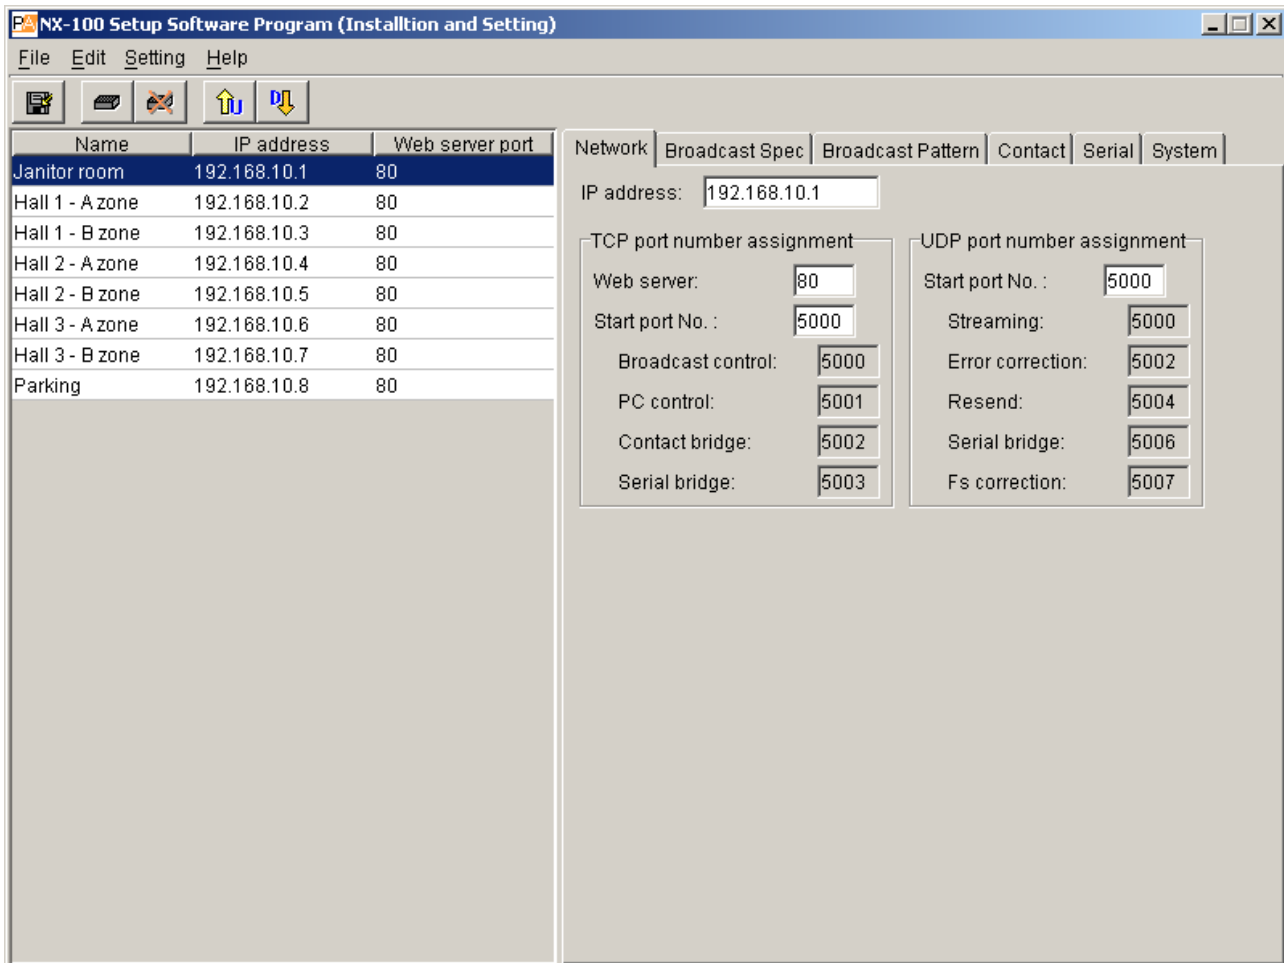 PA NX-100 Setup Software Program (Installtion and Setting)
File Edit Setting Help
U D
Name IP address Web server port
Janitor room 192.168.10.1 80
Hall 1 - A zone 192.168.10.2 80
Hall 1 - B zone 192.168.10.3 80
Hall 2 - A zone 192.168.10.4 80
Hall 2 - B zone 192.168.10.5 80
Hall 3 - A zone 192.168.10.6 80
Hall 3 - B zone 192.168.10.7 80
Parking 192.168.10.8 80
Network Broadcast Spec Broadcast Pattern Contact Serial System
IP address: 192.168.10.1
TCP port number assignment
Web server: 80
Start port No. : 5000
Broadcast control: 5000
PC control: 5001
Contact bridge: 5002
Serial bridge: 5003
UDP port number assignment
Start port No. : 5000
Streaming: 5000
Error correction: 5002
Resend: 5004
Serial bridge: 5006
Fs correction: 5007